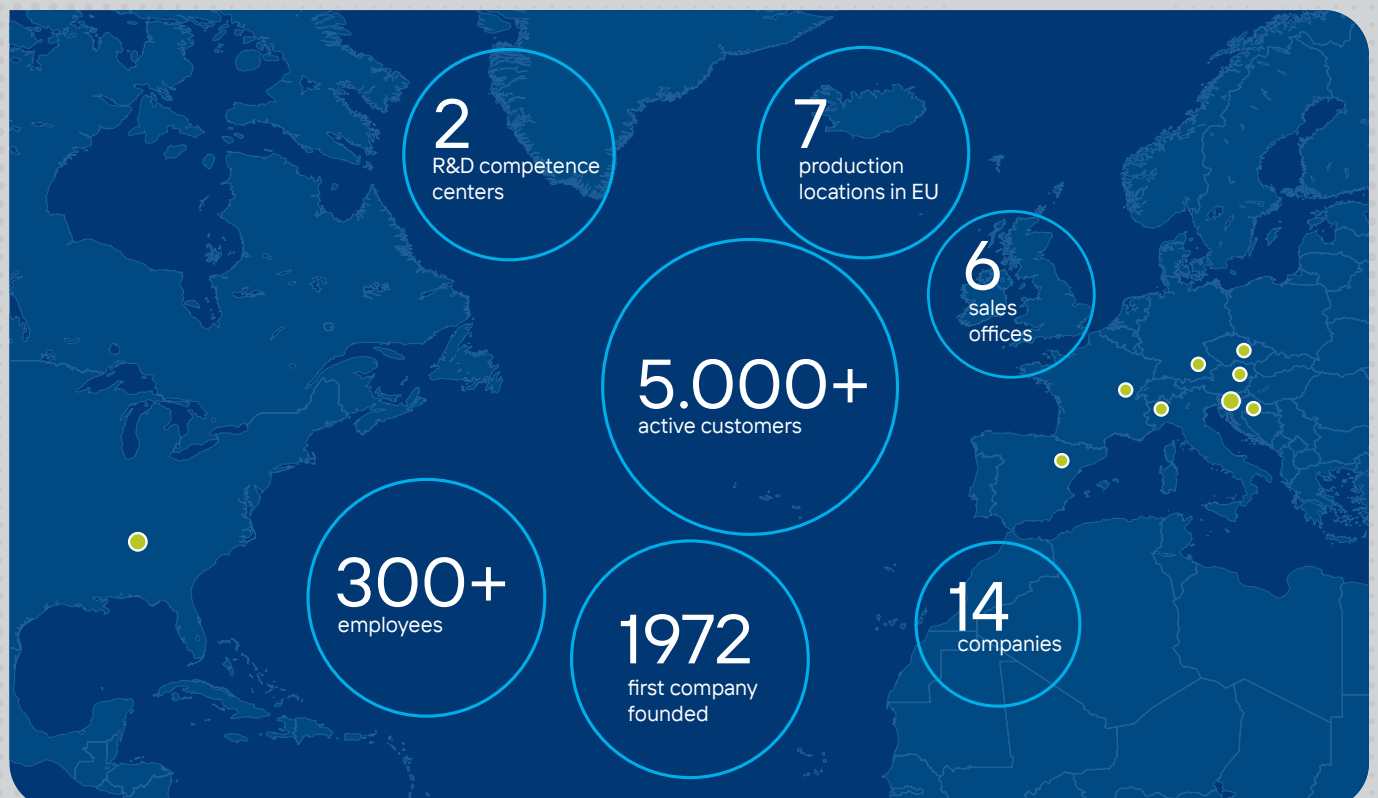 2
R&D competence
centers
7
production
locations in EU
6
sales
offices
5.000+
active customers
300+
employees
1972
first company
founded
14
companies